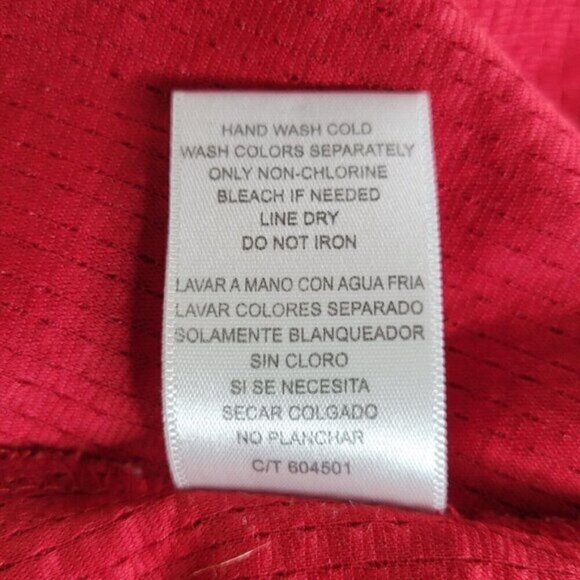 HAND WASH COLD
WASH COLORS SEPARATELY
ONLY NON-CHLORINE
BLEACH IF NEEDED
LINE DRY
DO NOT IRON
LAVAR A MANO CON AGUA FRIA
LAVAR COLORES SEPARADO
SOLAMENTE BLANQUEADOR
SIN CLORO
SI SE NECESITA
SECAR COLGADO
NO PLANCHAR
C/T 604501